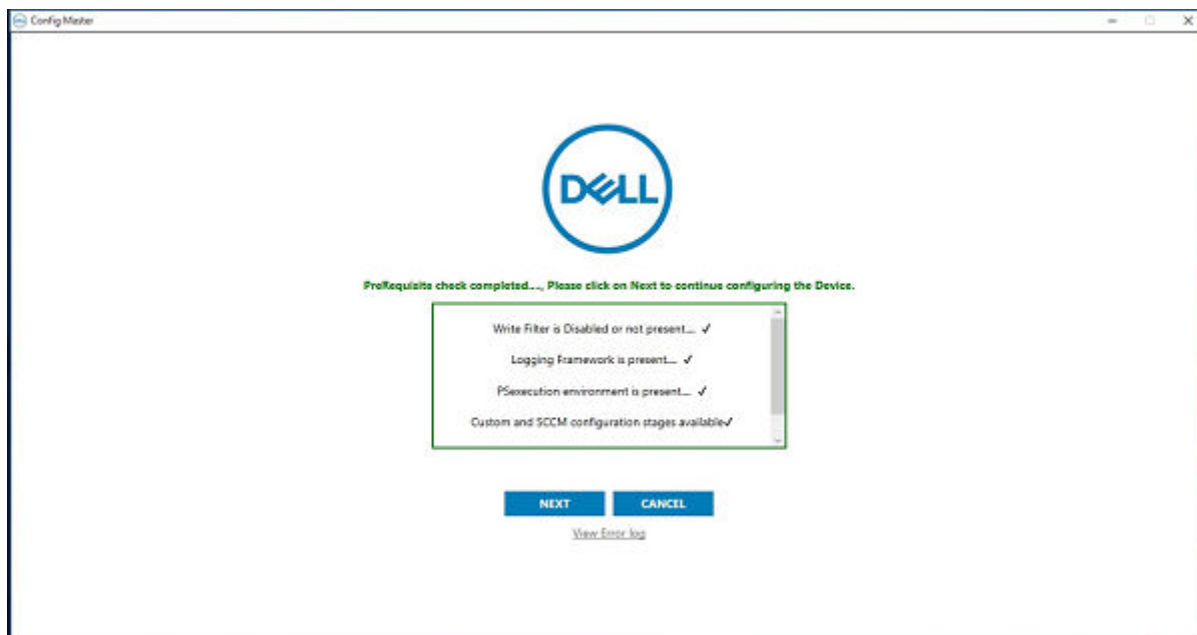 Config Master
DELL
PreRequisite check completed...., Please click on Next to continue configuring the Device.
Write Filter is Disabled or not present.... ✓
Logging Framework is present.... ✓
PSexecution environment is present.... ✓
Custom and SCCM configuration stages available✓
NEXT
CANCEL
View Error log